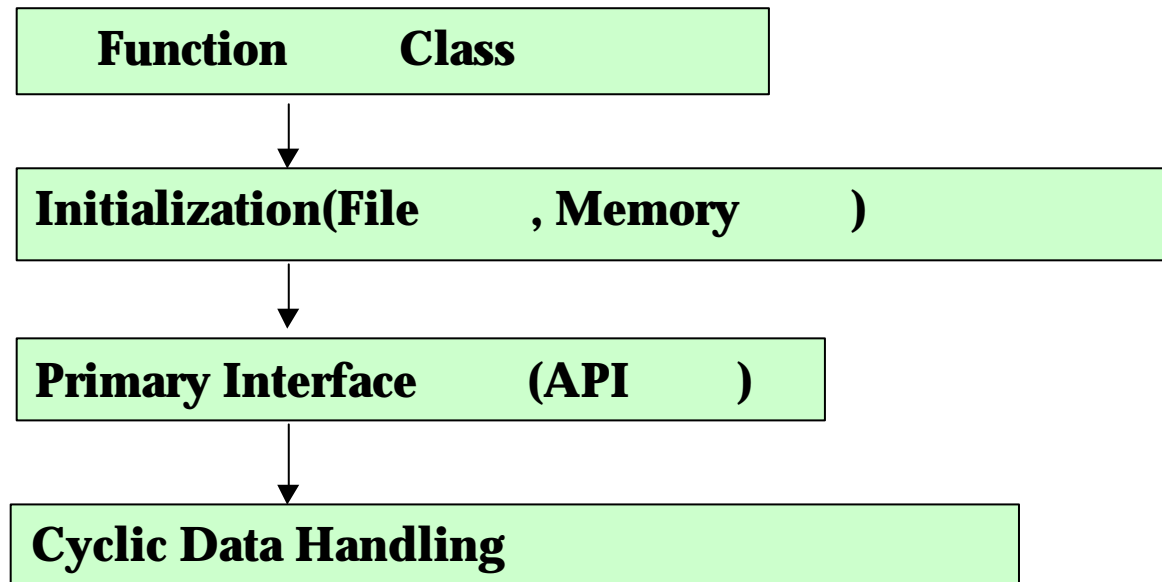 Function Class
Initialization(File , Memory )
Primary Interface (API )
Cyclic Data Handling